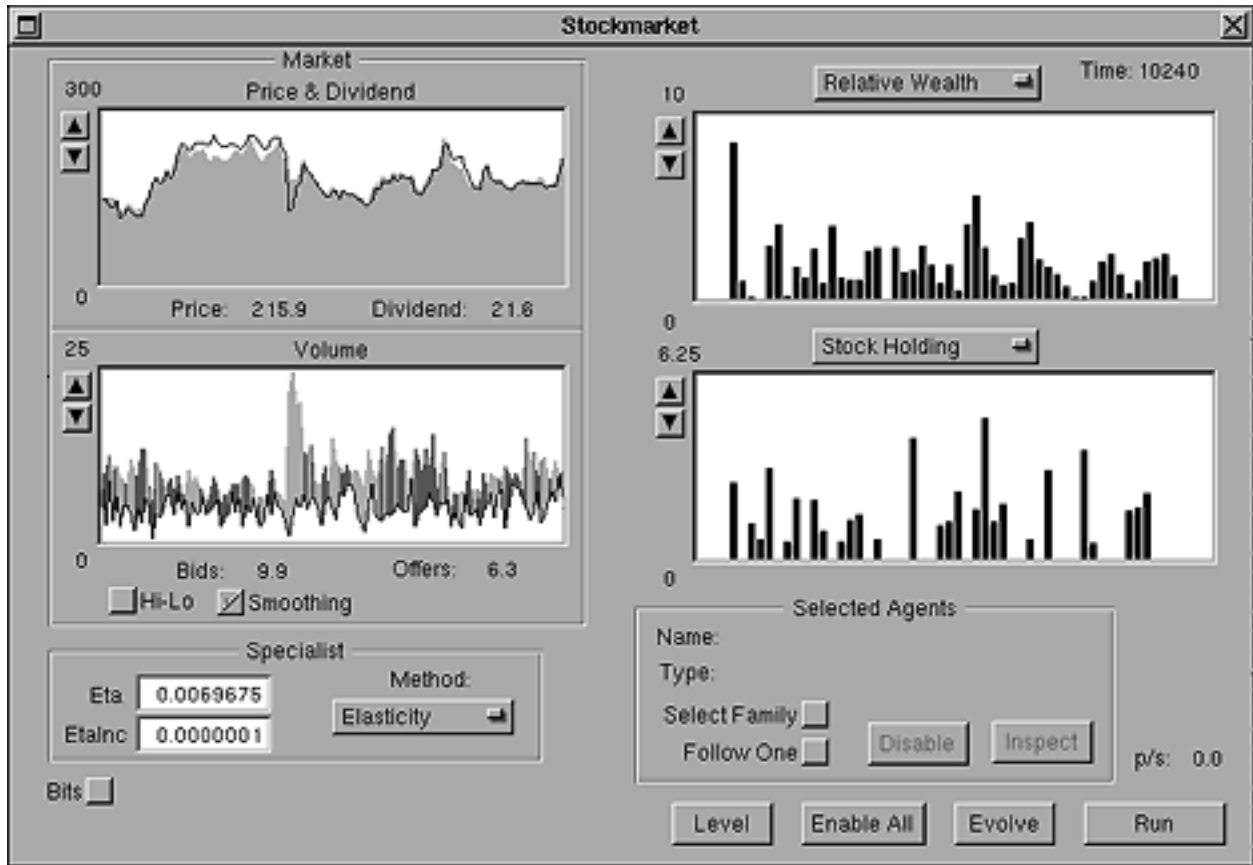 Stockmarket
Market
300 Price & Dividend
0
Price: 215.9 Dividend: 21.6
25 Volume
0
Bids: 9.9 Offers: 6.3
Hi-Lo Smoothing
Specialist
Eta 0.0069675
EtaInc 0.0000001
Method:
Elasticity
Bits
Relative Wealth Time: 10240
10
0
Stock Holding
6.25
0
Selected Agents
Name:
Type:
Select Family
Follow One Disable Inspect
p/s: 0.0
Level Enable All Evolve Run